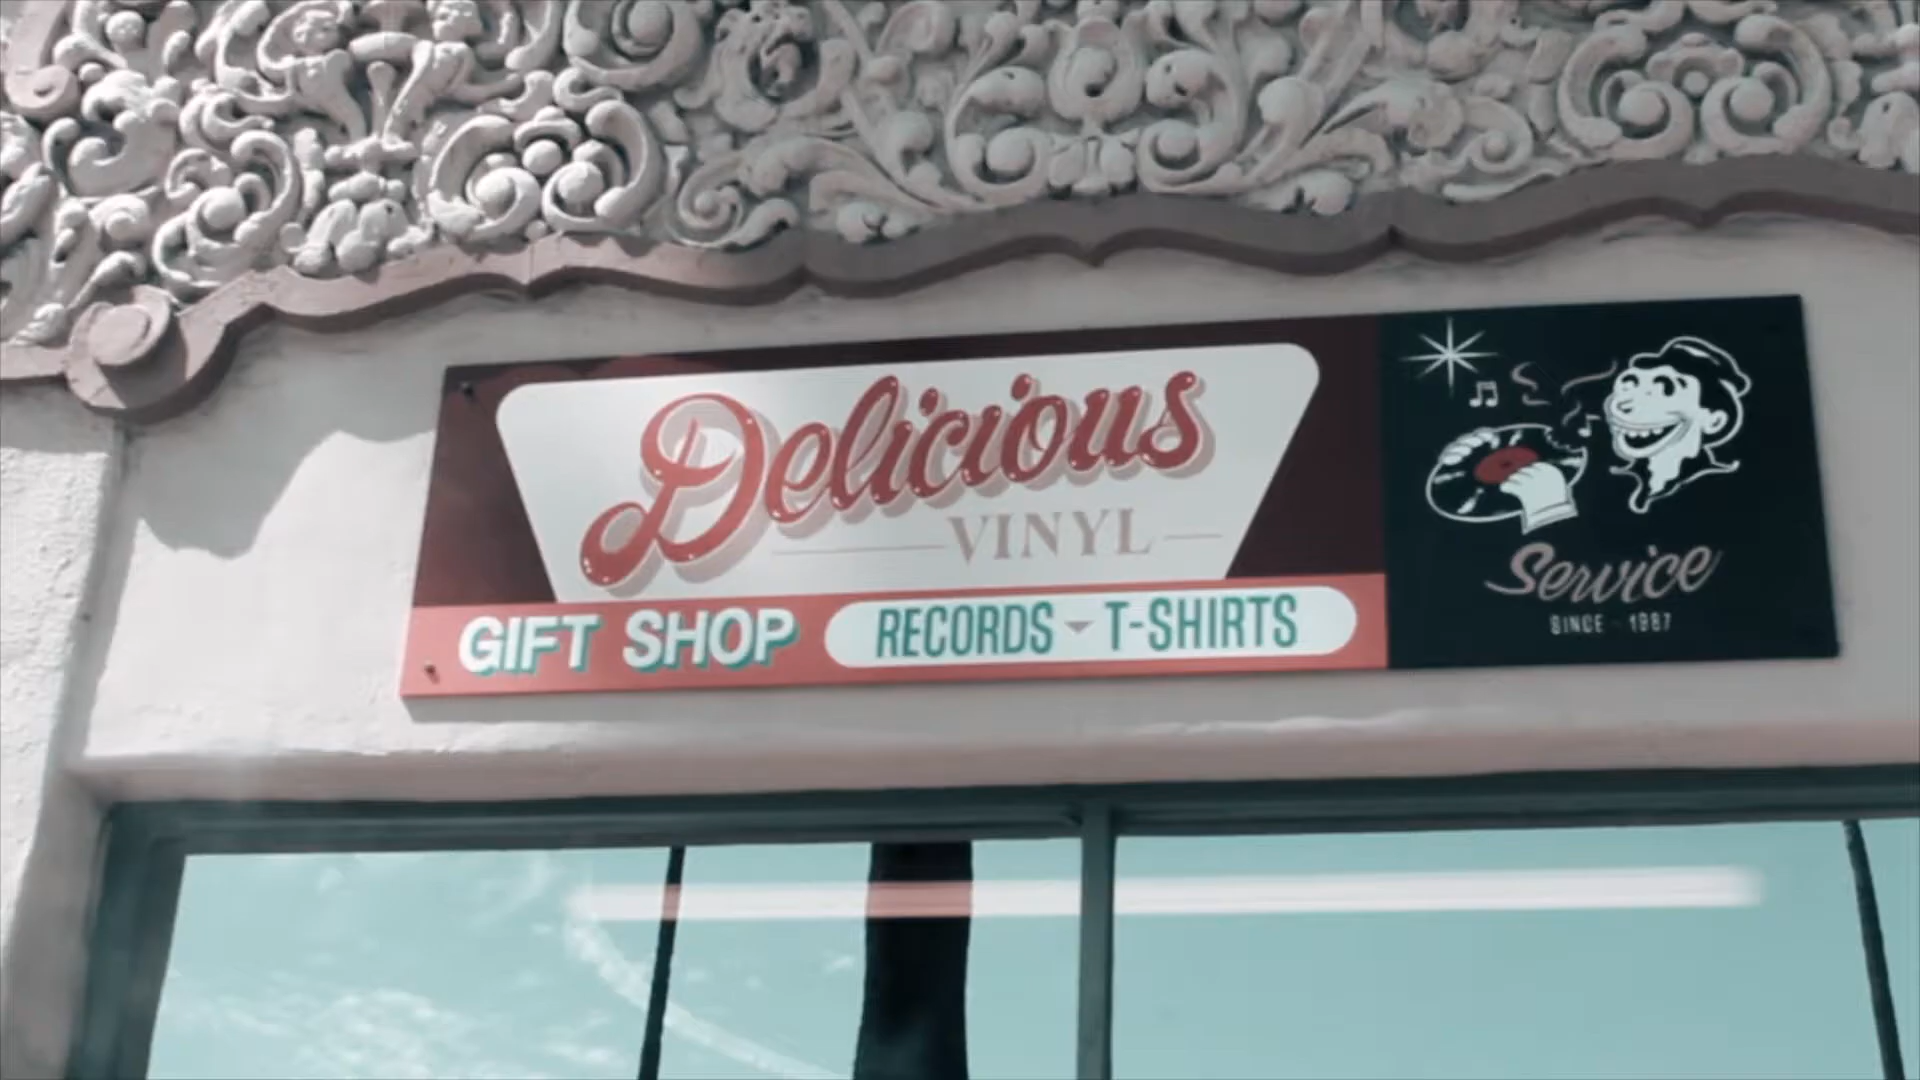 Delicious
VINYL
GIFT SHOP
RECORDS T-SHIRTS
Service
SINCE - 1987